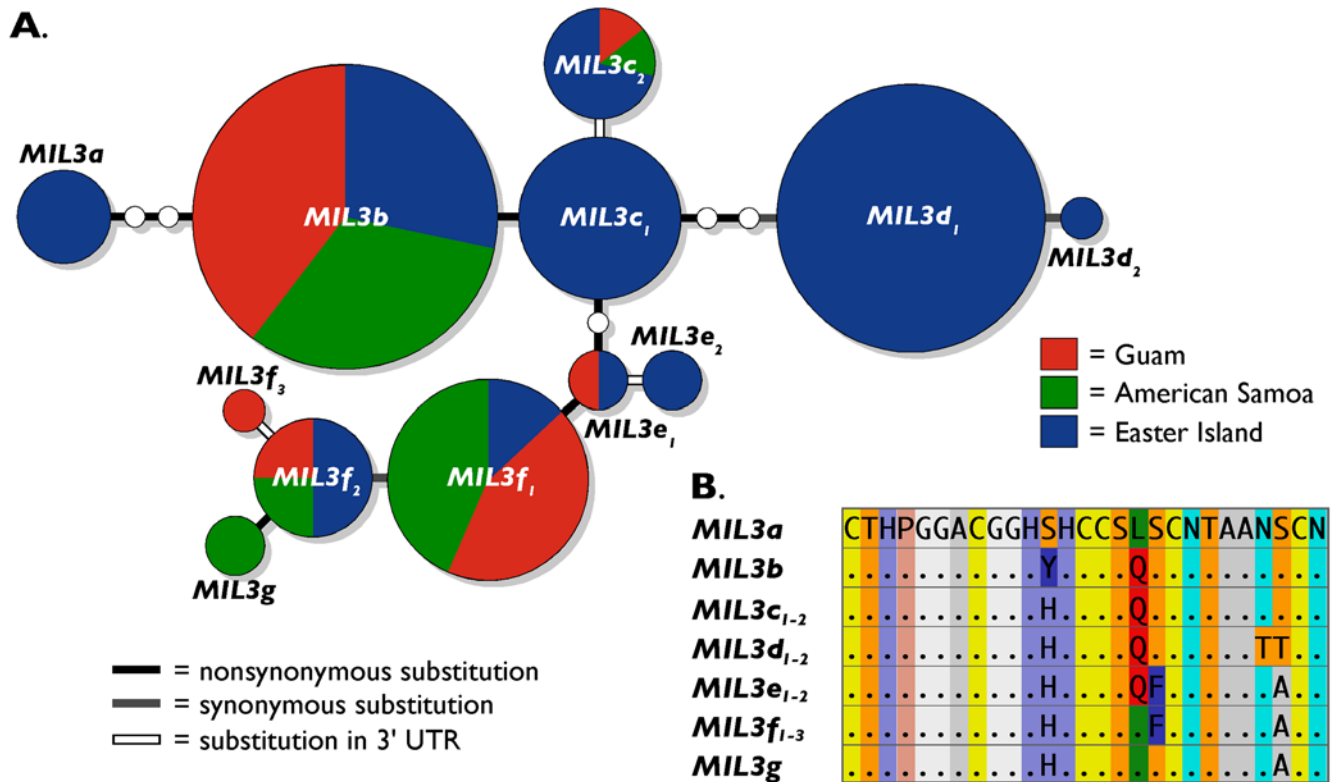 A.
MIL3a
MIL3b
MIL3c₂
MIL3c₁
MIL3d₁
MIL3d₂
MIL3e₂
MIL3e₁
MIL3f₃
MIL3f₂
MIL3f₁
MIL3g
= Guam
= American Samoa
= Easter Island
= nonsynonymous substitution
= synonymous substitution
= substitution in 3' UTR
B.
MIL3a CTHPGGACGGHSHCCSLSCNTAANSCN
MIL3b ...........Y....Q..........
MIL3c₁₋₂ ...........H....Q..........
MIL3d₁₋₂ ...........H....Q......TT..
MIL3e₁₋₂ ...........H....QF......A..
MIL3f₁₋₃ ...........H.....F......A..
MIL3g ...........H............A..